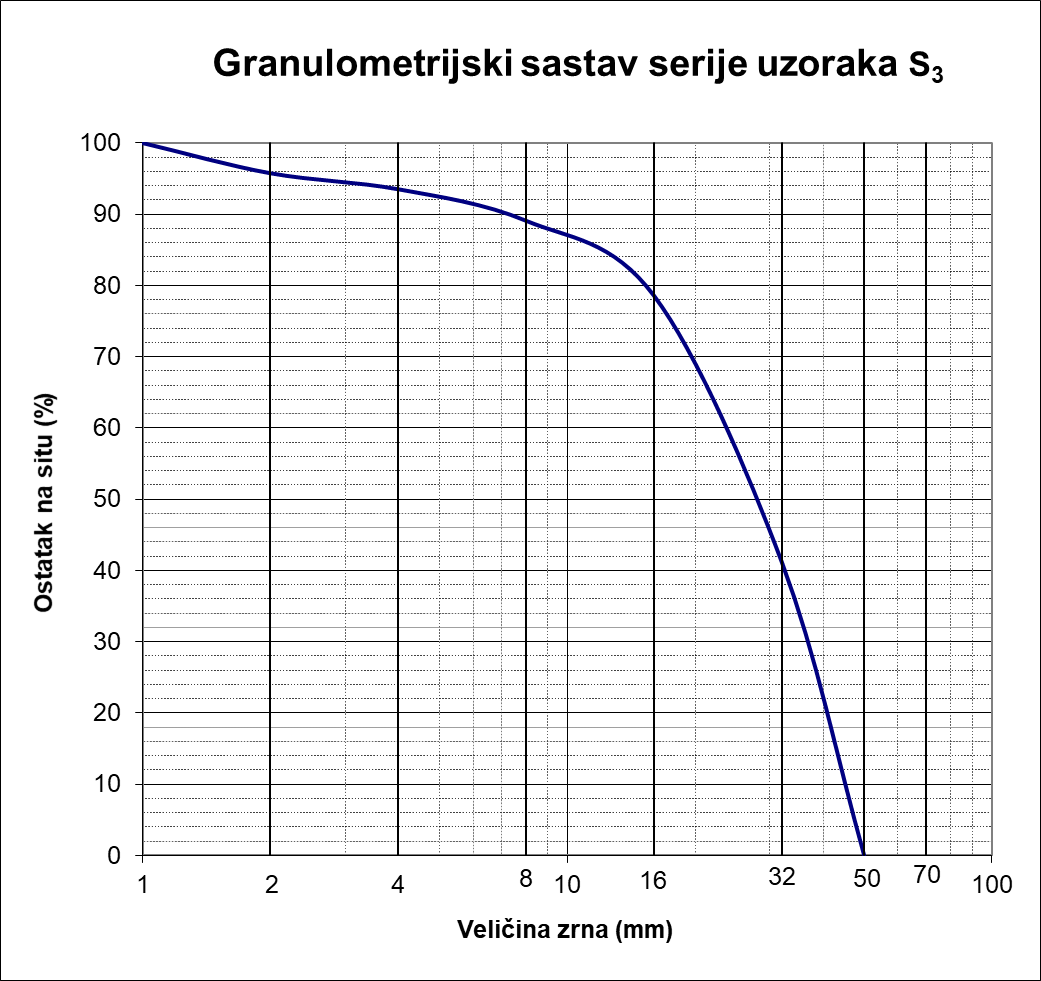 Granulometrijski sastav serije uzoraka S₃
100
90
80
70
60
50
40
30
20
10
0
Ostatak na situ (%)
1 2 4 8 10 16 32 50 70 100
Veličina zrna (mm)